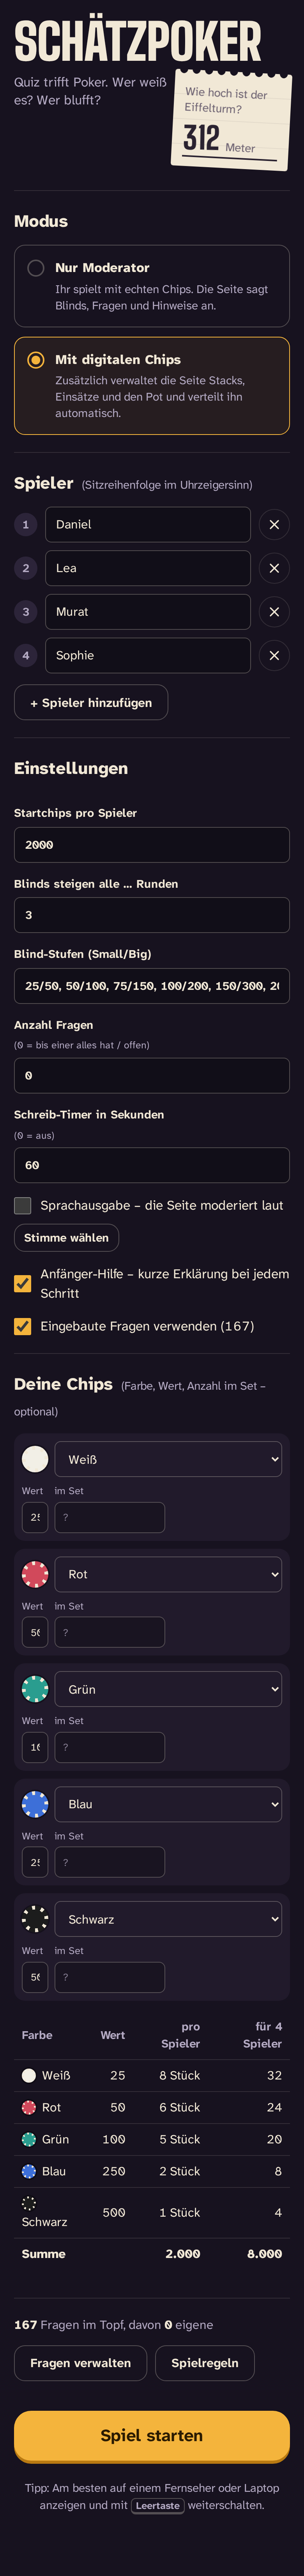 SCHÄTZPOKER
Quiz trifft Poker. Wer weiß
es? Wer blufft?
Wie hoch ist der
Eiffelturm?
312 Meter
Modus
Nur Moderator
Ihr spielt mit echten Chips. Die Seite sagt
Blinds, Fragen und Hinweise an.
Mit digitalen Chips
Zusätzlich verwaltet die Seite Stacks,
Einsätze und den Pot und verteilt ihn
automatisch.
Spieler (Sitzreihenfolge im Uhrzeigersinn)
1 Daniel ×
2 Lea ×
3 Murat ×
4 Sophie ×
+ Spieler hinzufügen
Einstellungen
Startchips pro Spieler
2000
Blinds steigen alle ... Runden
3
Blind-Stufen (Small/Big)
25/50, 50/100, 75/150, 100/200, 150/300, 20
Anzahl Fragen
(0 = bis einer alles hat / offen)
0
Schreib-Timer in Sekunden
(0 = aus)
60
Sprachausgabe – die Seite moderiert laut
Stimme wählen
Anfänger-Hilfe – kurze Erklärung bei jedem
Schritt
Eingebaute Fragen verwenden (167)
Deine Chips (Farbe, Wert, Anzahl im Set –
optional)
Weiß
Wert im Set
25 ?
Rot
Wert im Set
50 ?
Grün
Wert im Set
10 ?
Blau
Wert im Set
25 ?
Schwarz
Wert im Set
50 ?
Farbe Wert pro Spieler für 4 Spieler
Weiß 25 8 Stück 32
Rot 50 6 Stück 24
Grün 100 5 Stück 20
Blau 250 2 Stück 8
Schwarz 500 1 Stück 4
Summe 2.000 8.000
167 Fragen im Topf, davon 0 eigene
Fragen verwalten Spielregeln
Spiel starten
Tipp: Am besten auf einem Fernseher oder Laptop
anzeigen und mit Leertaste weiterschalten.